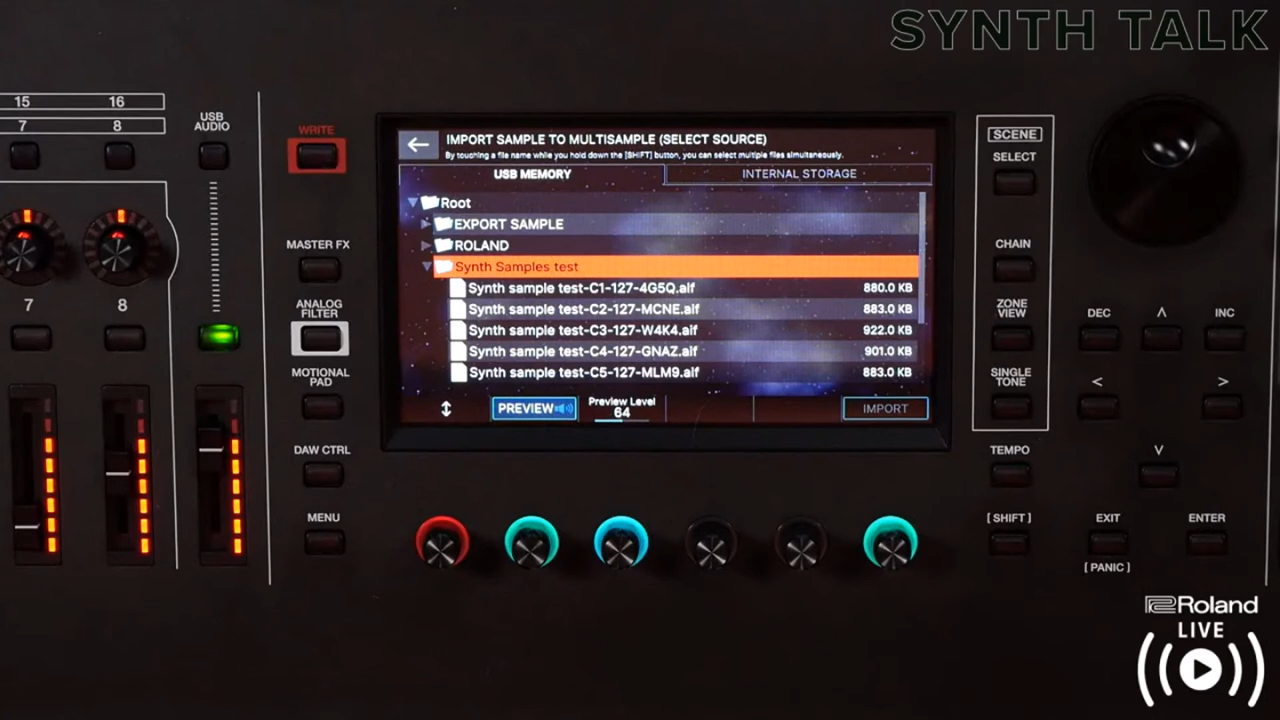 SYNTH TALK
15 16
7 8
USB
AUDIO
WRITE
MASTER FX
7 8
ANALOG
FILTER
MOTIONAL
PAD
DAW CTRL
MENU
IMPORT SAMPLE TO MULTISAMPLE (SELECT SOURCE)
By touching a file name while you hold down the [SHIFT] button, you can select multiple files simultaneously.
USB MEMORY INTERNAL STORAGE
Root
EXPORT SAMPLE
ROLAND
Synth Samples test
Synth sample test-C1-127-4G5Q.aif 880.0 KB
Synth sample test-C2-127-MCNE.aif 883.0 KB
Synth sample test-C3-127-W4K4.aif 922.0 KB
Synth sample test-C4-127-GNAZ.aif 901.0 KB
Synth sample test-C5-127-MLM9.aif 883.0 KB
PREVIEW
Preview Level
64
IMPORT
SCENE
SELECT
CHAIN
ZONE
VIEW
SINGLE
TONE
TEMPO
[SHIFT]
DEC INC
EXIT ENTER
[PANIC]
Roland
LIVE